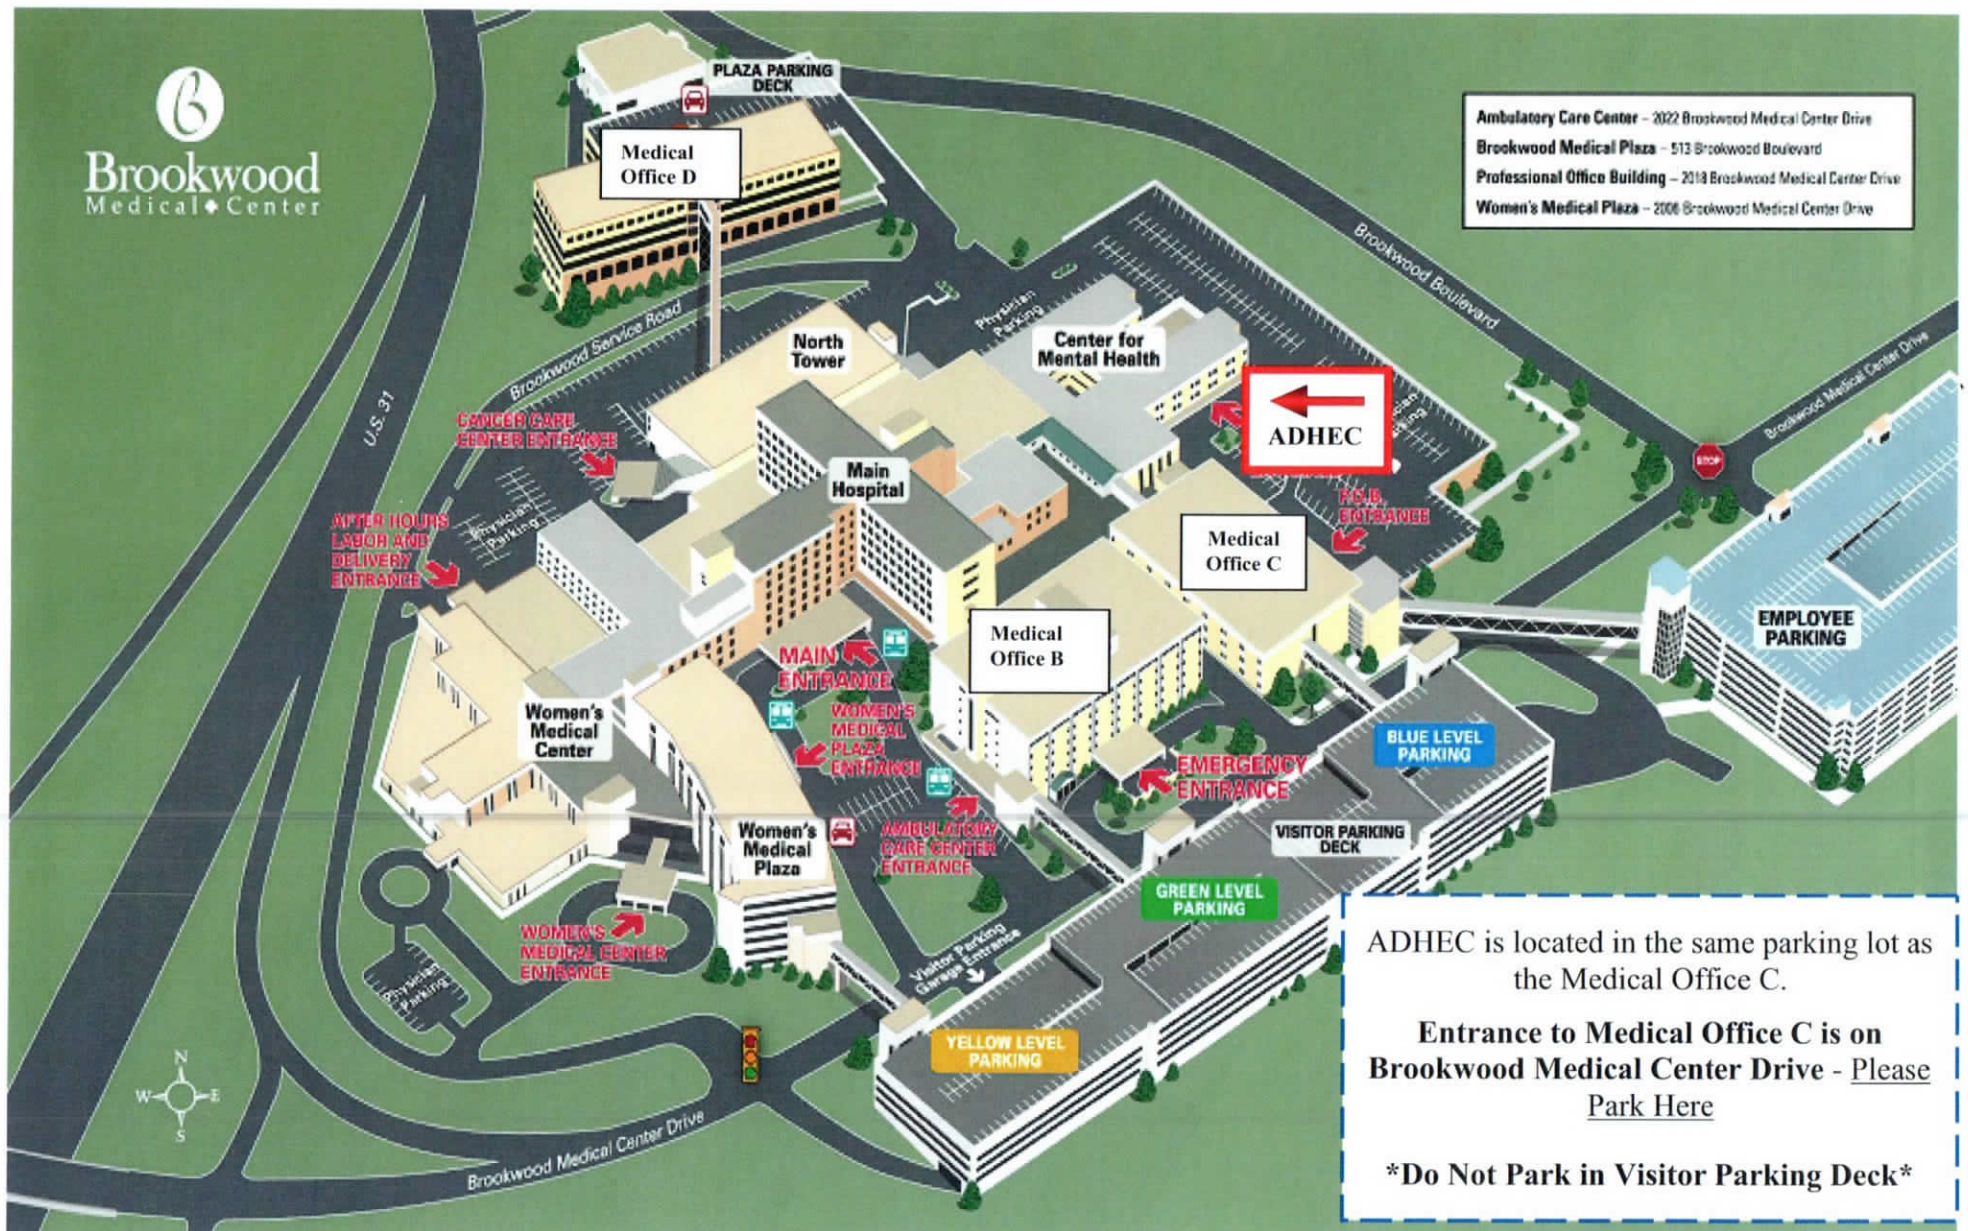 Brookwood
Medical Center
PLAZA PARKING
DECK
Medical
Office D
Ambulatory Care Center – 2022 Brookwood Medical Center Drive
Brookwood Medical Plaza – 513 Brookwood Boulevard
Professional Office Building – 2018 Brookwood Medical Center Drive
Women's Medical Plaza – 2006 Brookwood Medical Center Drive
Brookwood Boulevard
Brookwood Service Road
Physician
Parking
North
Tower
Center for
Mental Health
Brookwood Medical Center Drive
U.S. 31
CANCER CARE
CENTER ENTRANCE
ADHEC
STOP
Main
Hospital
P.O.B.
ENTRANCE
AFTER HOURS
LABOR AND
DELIVERY
ENTRANCE
Physician
Parking
Medical
Office C
Medical
Office B
EMPLOYEE
PARKING
MAIN
ENTRANCE
Women's
Medical
Center
WOMEN'S
MEDICAL
PLAZA
ENTRANCE
BLUE LEVEL
PARKING
EMERGENCY
ENTRANCE
Women's
Medical
Plaza
AMBULATORY
CARE CENTER
ENTRANCE
VISITOR PARKING
DECK
GREEN LEVEL
PARKING
WOMEN'S
MEDICAL CENTER
ENTRANCE
Physician
Parking
Visitor Parking
Garage Entrance
YELLOW LEVEL
PARKING
N
W
E
S
Brookwood Medical Center Drive
ADHEC is located in the same parking lot as
the Medical Office C.
Entrance to Medical Office C is on
Brookwood Medical Center Drive - Please
Park Here
*Do Not Park in Visitor Parking Deck*